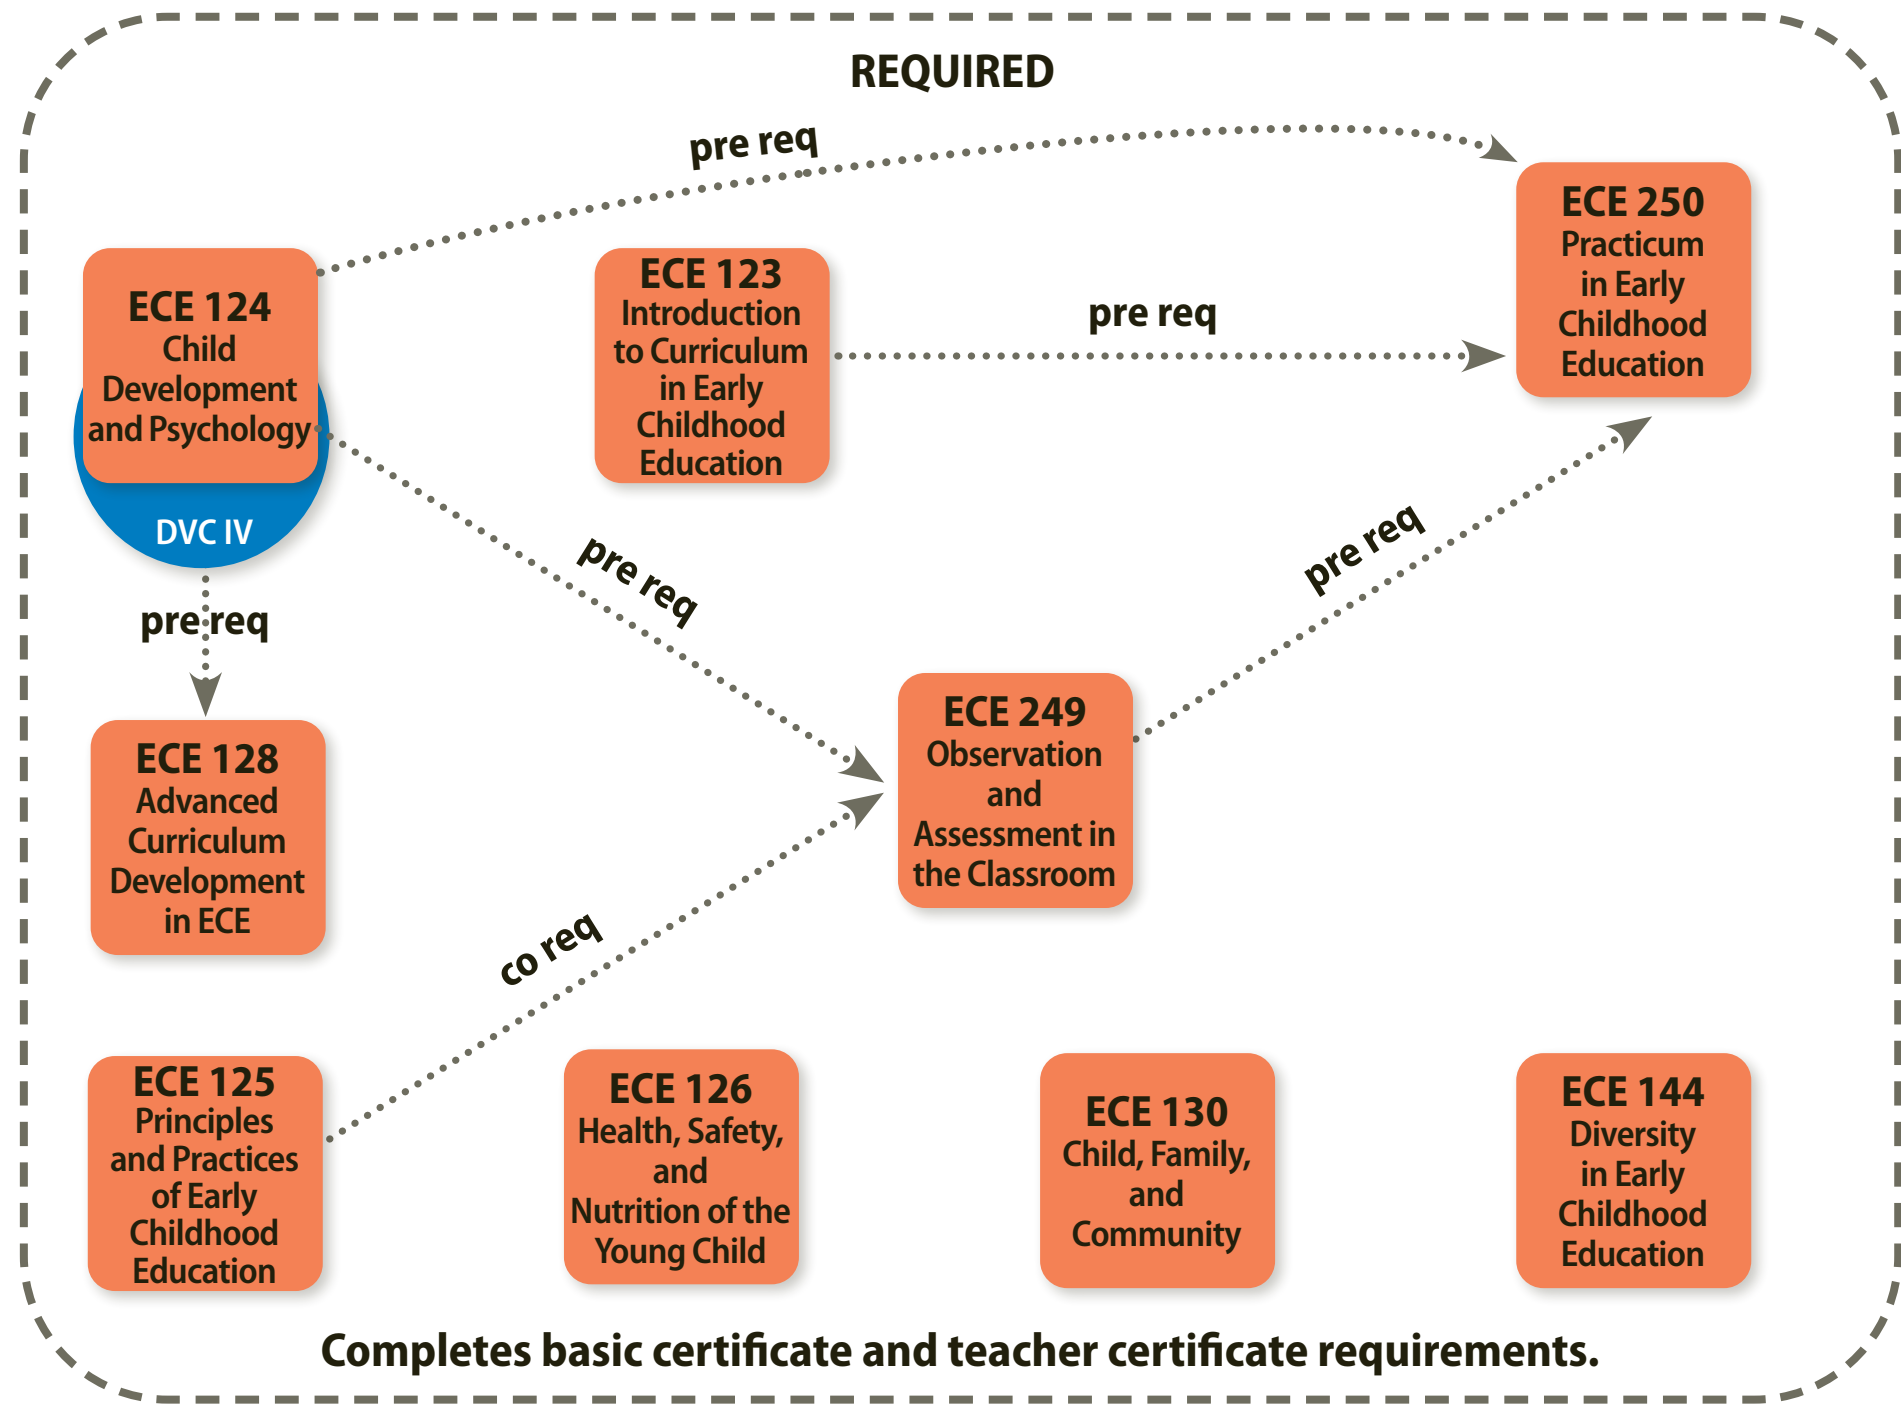 REQUIRED
pre req
ECE 124
Child
Development
and Psychology
DVC IV
ECE 123
Introduction
to Curriculum
in Early
Childhood
Education
pre req
ECE 250
Practicum
in Early
Childhood
Education
pre req
pre req
pre req
ECE 128
Advanced
Curriculum
Development
in ECE
ECE 249
Observation
and
Assessment in
the Classroom
co req
ECE 125
Principles
and Practices
of Early
Childhood
Education
ECE 126
Health, Safety,
and
Nutrition of the
Young Child
ECE 130
Child, Family,
and
Community
ECE 144
Diversity
in Early
Childhood
Education
Completes basic certificate and teacher certificate requirements.